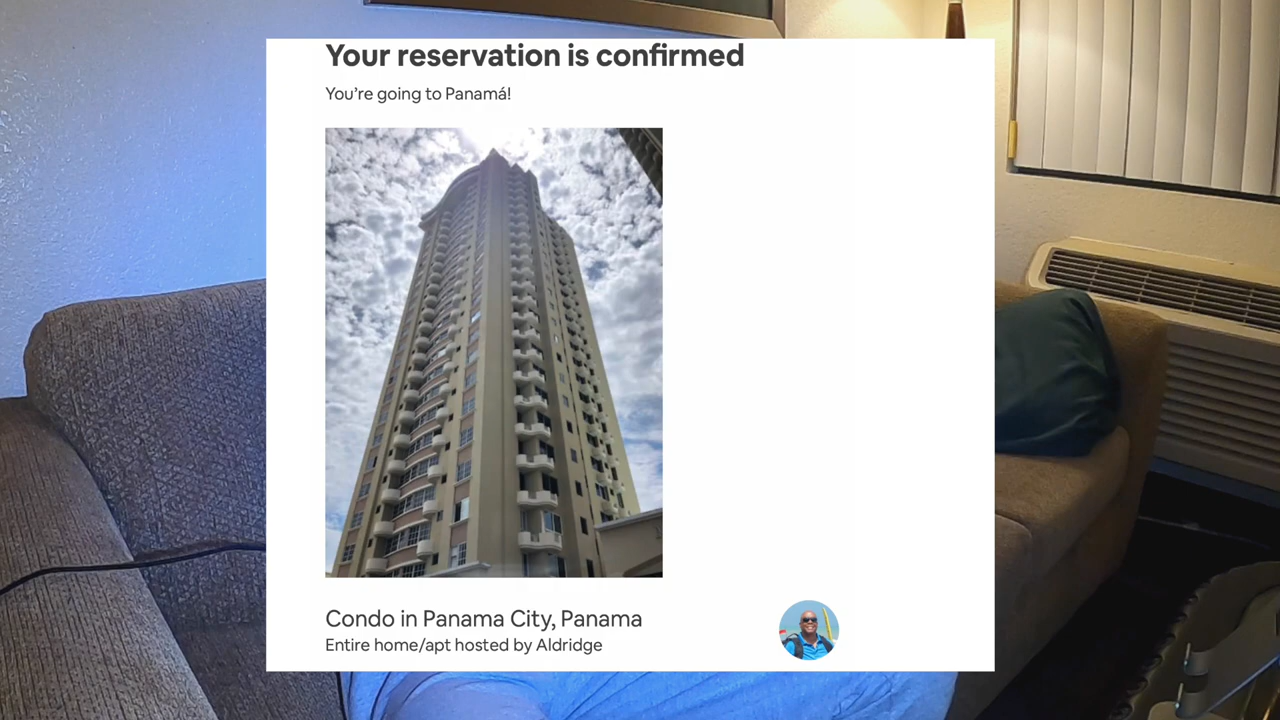 Your reservation is confirmed
You're going to Panamá!
Condo in Panama City, Panama
Entire home/apt hosted by Aldridge